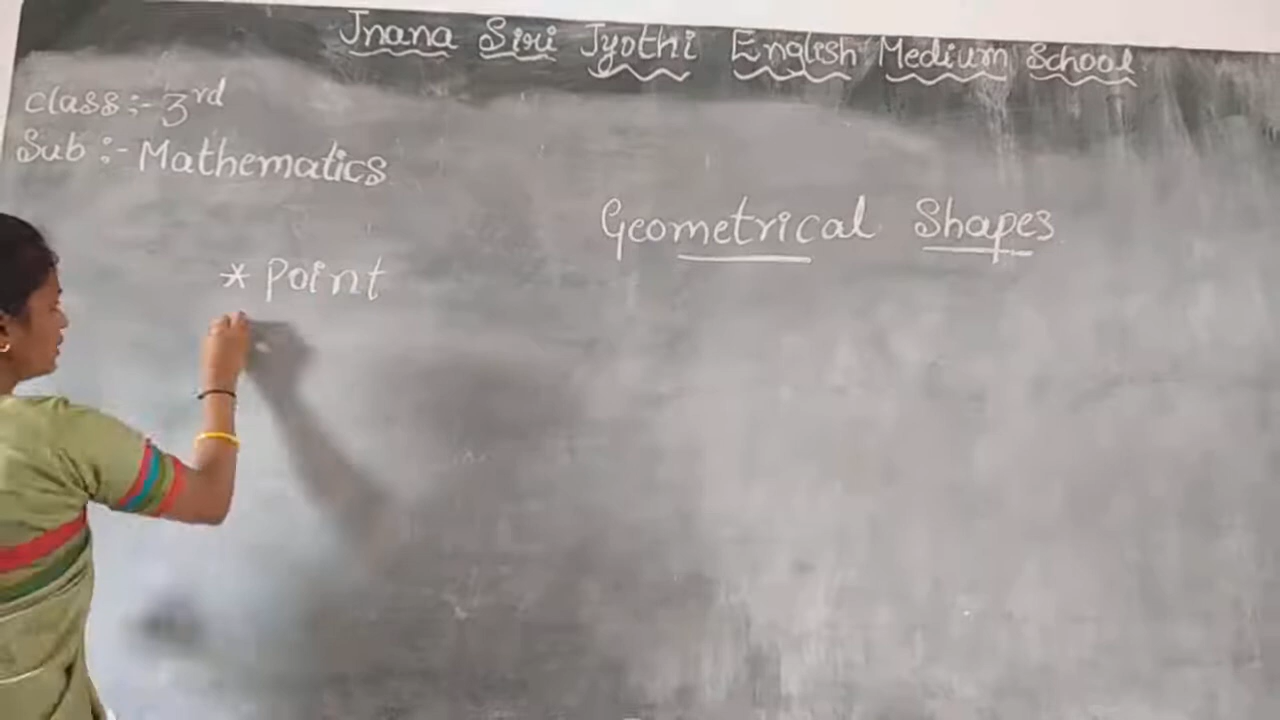 Jnana Siri Jyothi English Medium School
Class:- 3rd
Sub :- Mathematics
Geometrical Shapes
* Point